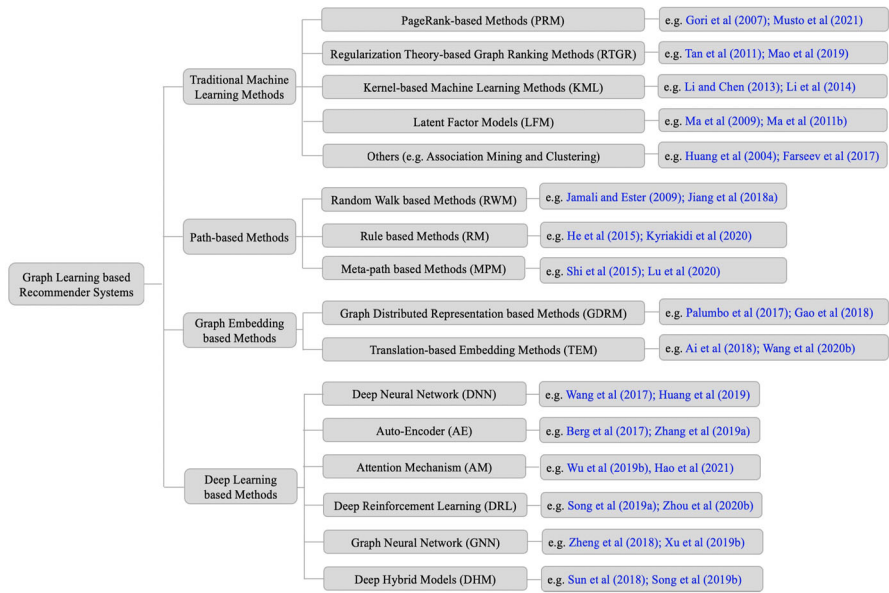 Graph Learning based
Recommender Systems
Traditional Machine
Learning Methods
PageRank-based Methods (PRM)
e.g. Gori et al (2007); Musto et al (2021)
Regularization Theory-based Graph Ranking Methods (RTGR)
e.g. Tan et al (2011); Mao et al (2019)
Kernel-based Machine Learning Methods (KML)
e.g. Li and Chen (2013); Li et al (2014)
Latent Factor Models (LFM)
e.g. Ma et al (2009); Ma et al (2011b)
Others (e.g. Association Mining and Clustering)
e.g. Huang et al (2004); Farseev et al (2017)
Path-based Methods
Random Walk based Methods (RWM)
e.g. Jamali and Ester (2009); Jiang et al (2018a)
Rule based Methods (RM)
e.g. He et al (2015); Kyriakidi et al (2020)
Meta-path based Methods (MPM)
e.g. Shi et al (2015); Lu et al (2020)
Graph Embedding
based Methods
Graph Distributed Representation based Methods (GDRM)
e.g. Palumbo et al (2017); Gao et al (2018)
Translation-based Embedding Methods (TEM)
e.g. Ai et al (2018); Wang et al (2020b)
Deep Learning
based Methods
Deep Neural Network (DNN)
e.g. Wang et al (2017); Huang et al (2019)
Auto-Encoder (AE)
e.g. Berg et al (2017); Zhang et al (2019a)
Attention Mechanism (AM)
e.g. Wu et al (2019b), Hao et al (2021)
Deep Reinforcement Learning (DRL)
e.g. Song et al (2019a); Zhou et al (2020b)
Graph Neural Network (GNN)
e.g. Zheng et al (2018); Xu et al (2019b)
Deep Hybrid Models (DHM)
e.g. Sun et al (2018); Song et al (2019b)